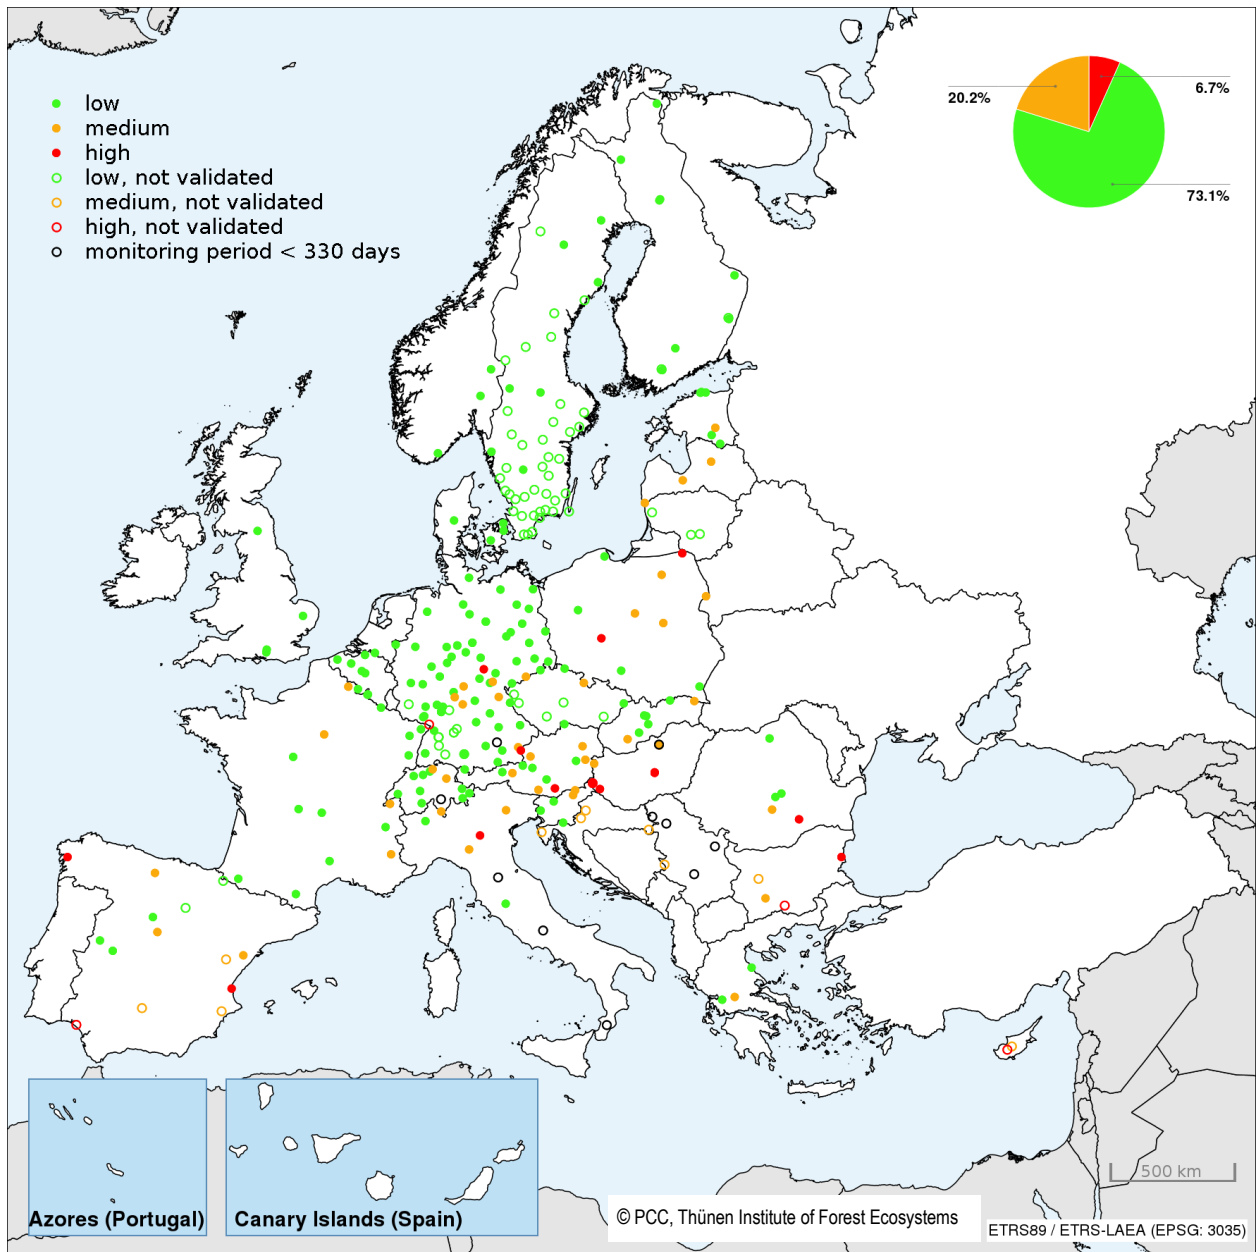 low
medium
high
low, not validated
medium, not validated
high, not validated
monitoring period < 330 days
20.2%
6.7%
73.1%
500 km
Azores (Portugal)
Canary Islands (Spain)
© PCC, Thünen Institute of Forest Ecosystems
ETRS89 / ETRS-LAEA (EPSG: 3035)